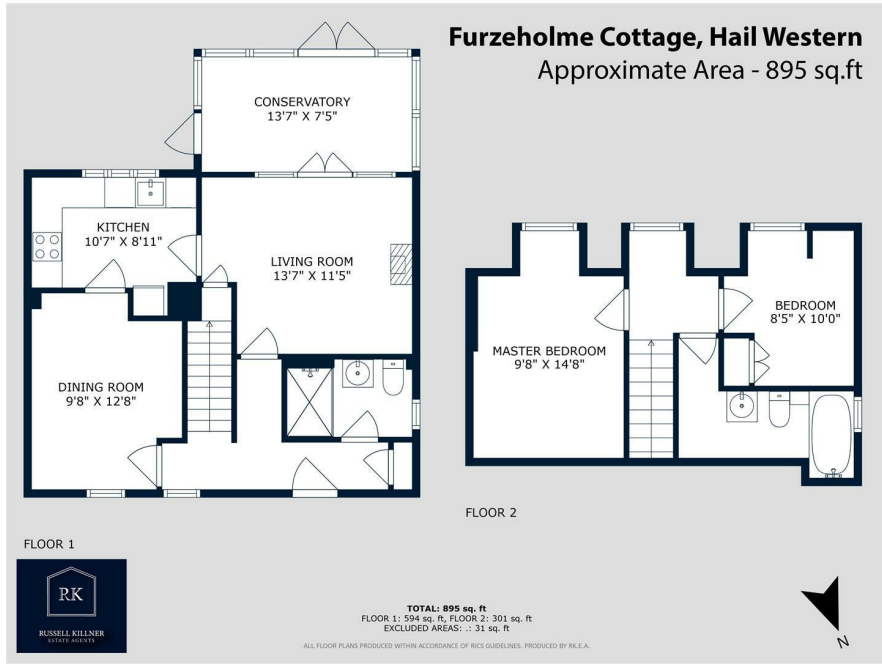 Furzeholme Cottage, Hail Western
Approximate Area - 895 sq.ft
CONSERVATORY
13'7" X 7'5"
KITCHEN
10'7" X 8'11"
LIVING ROOM
13'7" X 11'5"
DINING ROOM
9'8" X 12'8"
MASTER BEDROOM
9'8" X 14'8"
BEDROOM
8'5" X 10'0"
FLOOR 2
FLOOR 1
RK
RUSSELL KILLNER
ESTATE AGENTS
TOTAL: 895 sq. ft
FLOOR 1: 594 sq. ft, FLOOR 2: 301 sq. ft
EXCLUDED AREAS: .: 31 sq. ft
ALL FLOOR PLANS PRODUCED WITHIN ACCORDANCE OF RICS GUIDELINES. PRODUCED BY RK.E.A.
N